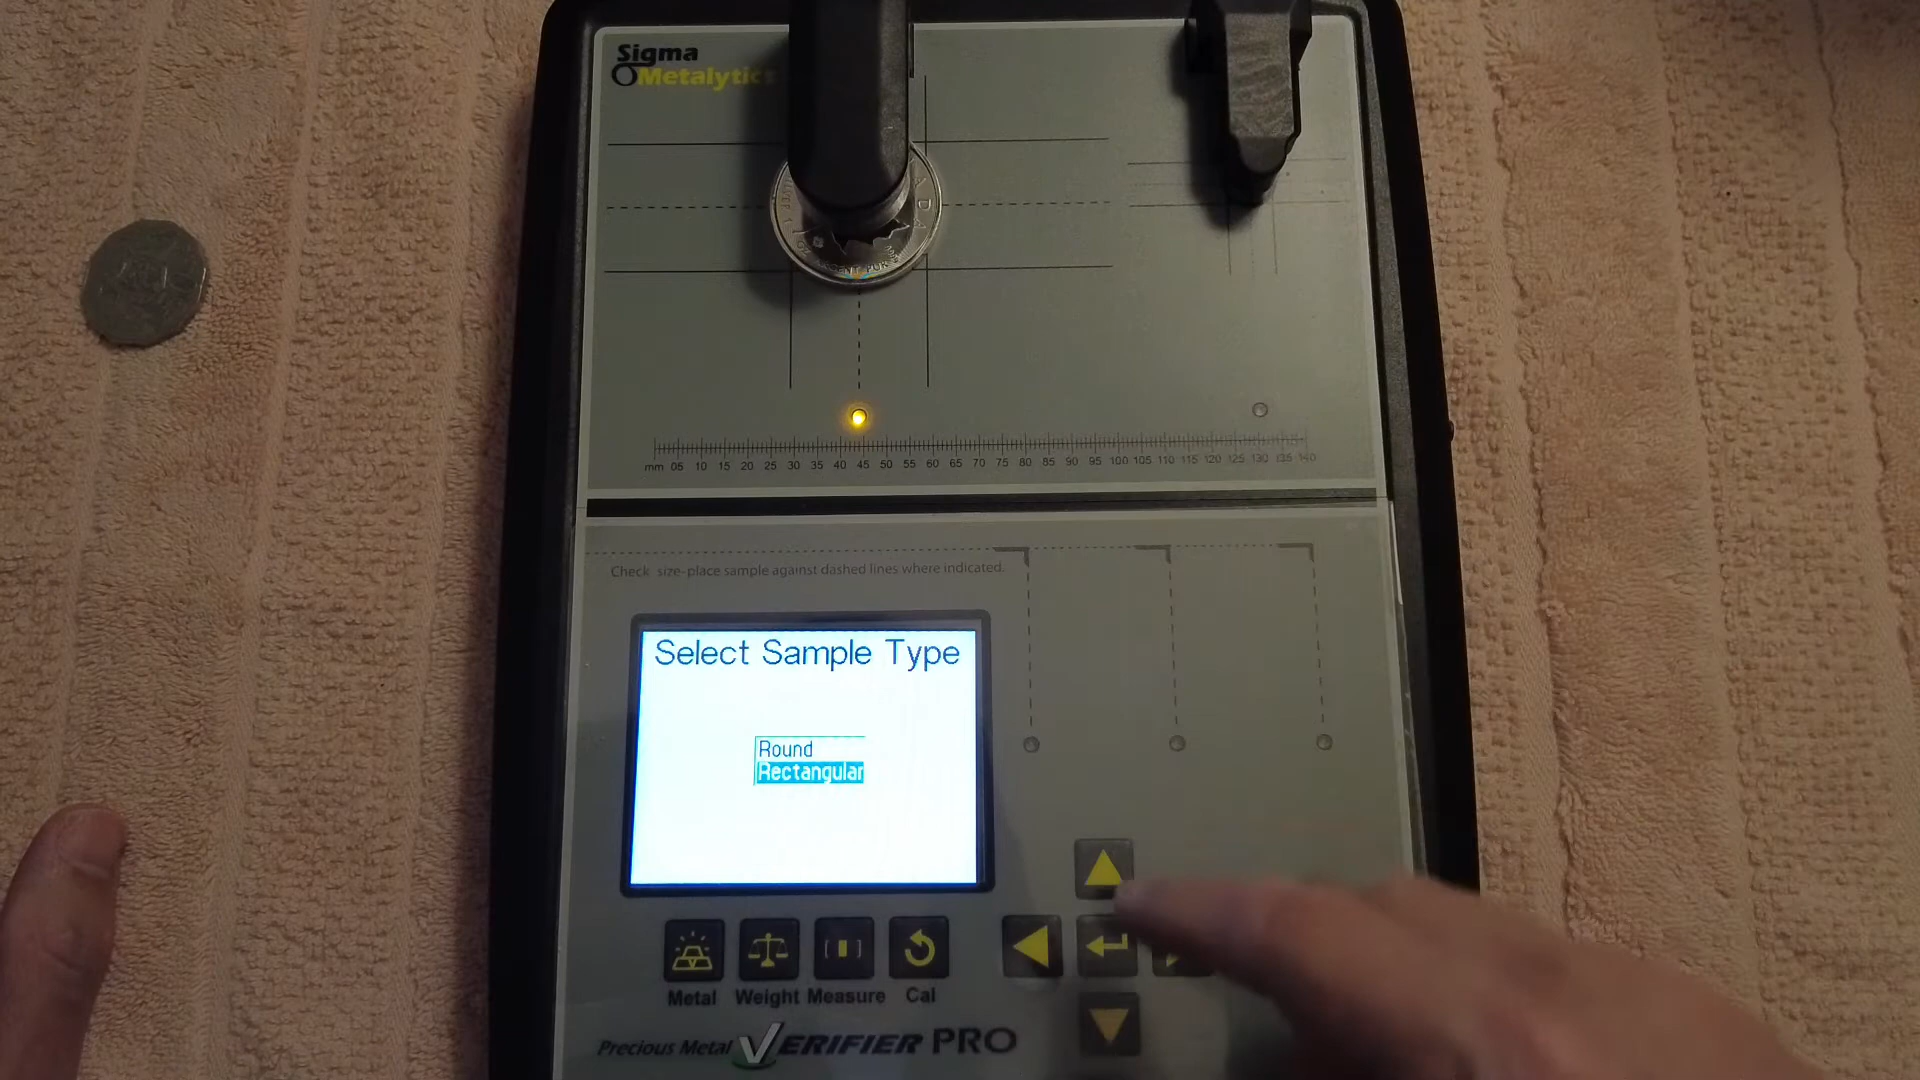 Sigma
Metalytics
mm 05 10 15 20 25 30 35 40 45 50 55 60 65 70 75 80 85 90 95 100 105 110 115 120 125 130 135 140
Check size-place sample against dashed lines where indicated.
Select Sample Type
Round
Rectangular
Metal Weight Measure Cal
Precious Metal VERIFIER PRO